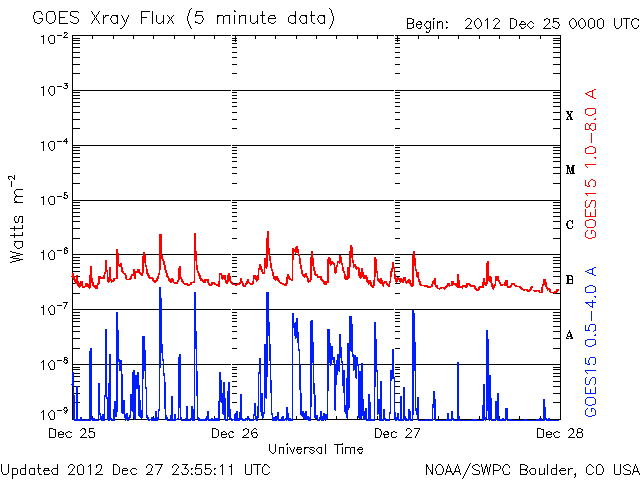 GOES Xray Flux (5 minute data)
Begin: 2012 Dec 25 0000 UTC
10⁻²
10⁻³
10⁻⁴
10⁻⁵
10⁻⁶
10⁻⁷
10⁻⁸
10⁻⁹
Watts m⁻²
X
M
C
B
A
GOES15 1.0-8.0 A
GOES15 0.5-4.0 A
Dec 25
Dec 26
Dec 27
Dec 28
Universal Time
Updated 2012 Dec 27 23:55:11 UTC
NOAA/SWPC Boulder, CO USA